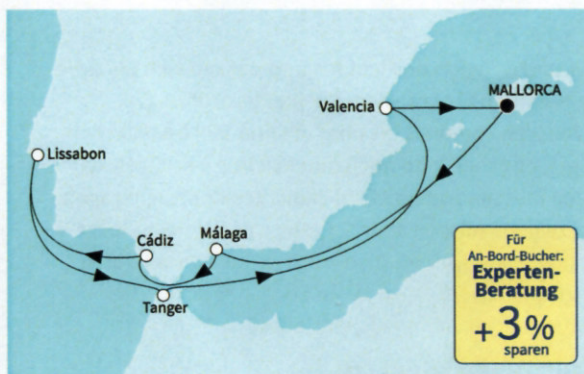 MALLORCA
Valencia
Lissabon
Málaga
Cádiz
Tanger
Für
An-Bord-Bucher:
Experten-
Beratung
+3%
sparen